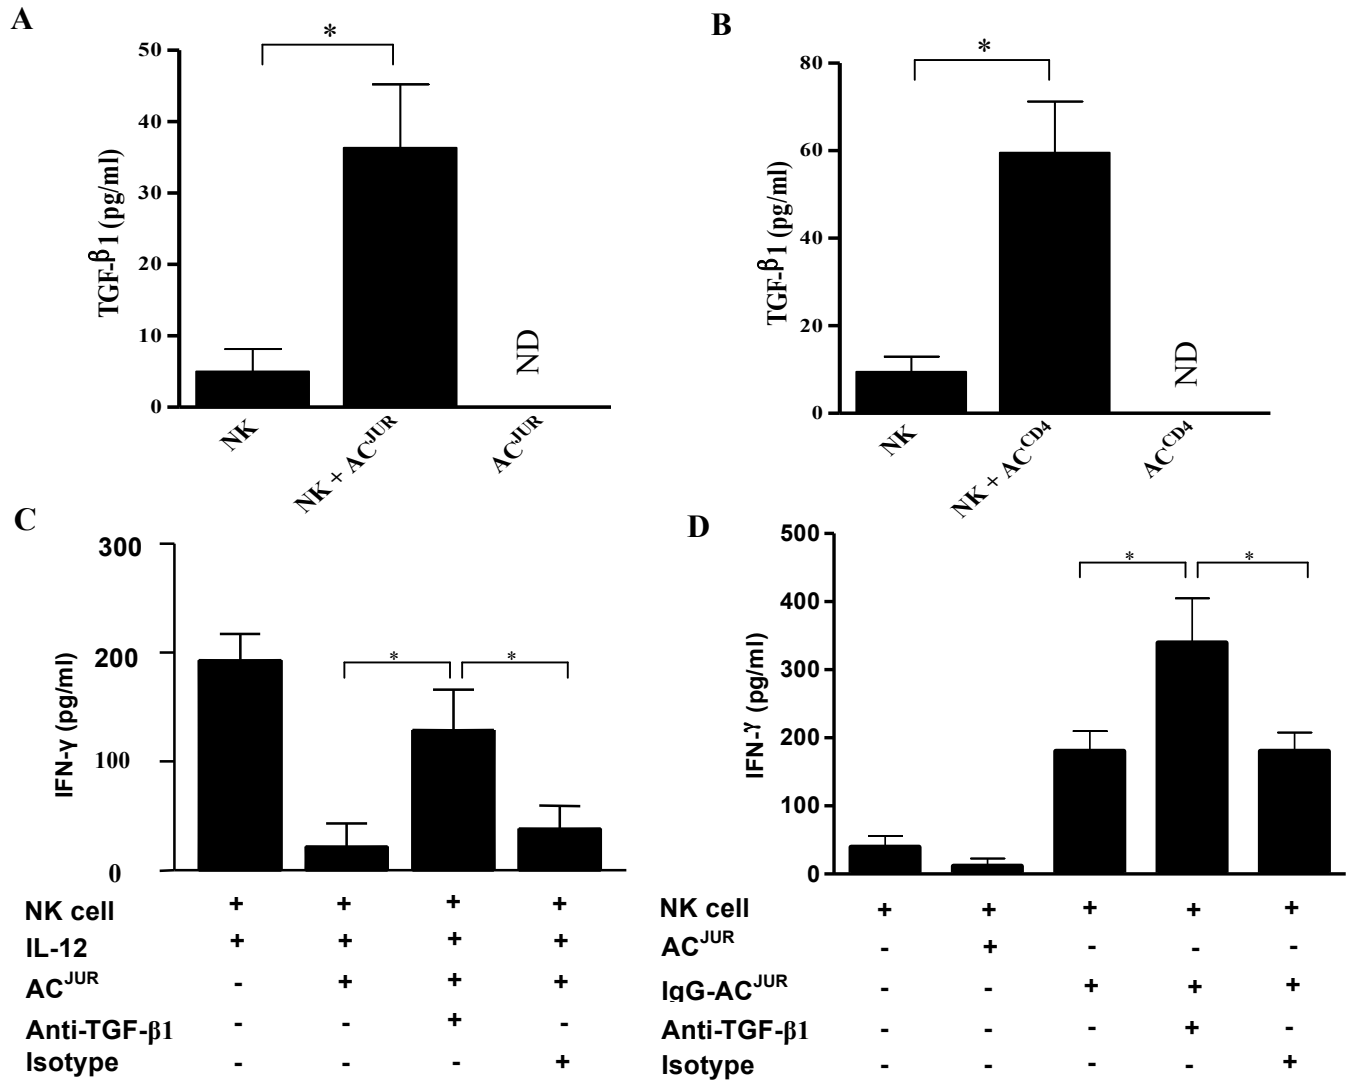 A
*
50
40
30
20
10
0
TGF-β1 (pg/ml)
ND
NK
NK + AC^JUR
AC^JUR
B
*
80
60
40
20
0
TGF-β1 (pg/ml)
ND
NK
NK + AC^CD4
AC^CD4
C
300
200
100
0
IFN-γ (pg/ml)
* *
NK cell + + + +
IL-12 + + + +
AC^JUR - + + +
Anti-TGF-β1 - - + -
Isotype - - - +
D
500
400
300
200
100
0
IFN-γ (pg/ml)
* *
NK cell + + + + +
AC^JUR - + - - -
IgG-AC^JUR - - + + +
Anti-TGF-β1 - - - + -
Isotype - - - - +